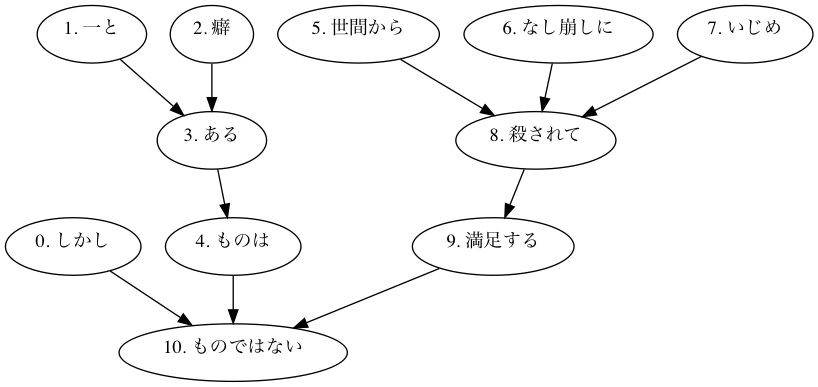 1. 一と
2. 癖
5. 世間から
6. なし崩しに
7. いじめ
3. ある
8. 殺されて
0. しかし
4. ものは
9. 満足する
10. ものではない